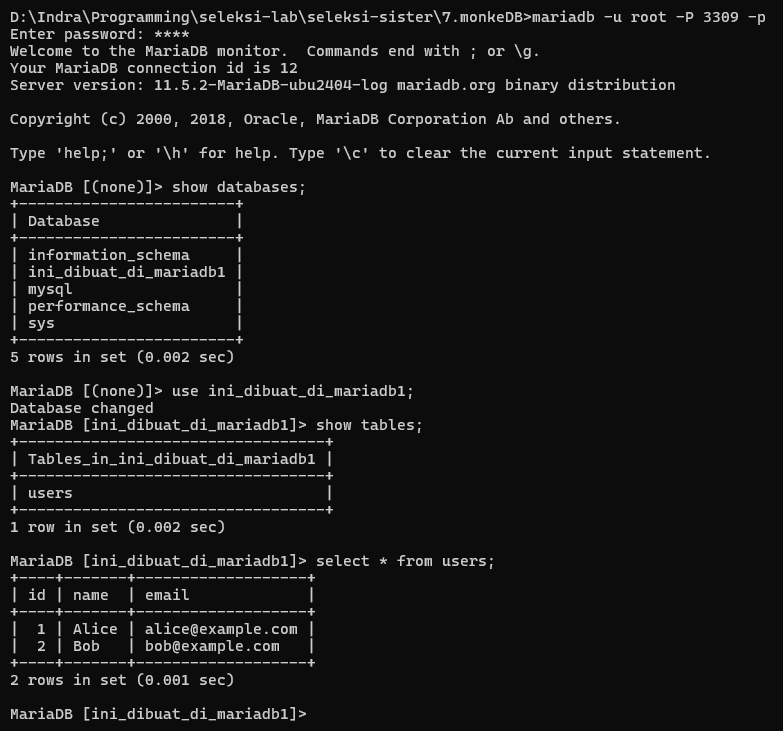 D:\Indra\Programming\seleksi-lab\seleksi-sister\7.monkeDB>mariadb -u root -P 3309 -p
Enter password: ****
Welcome to the MariaDB monitor.  Commands end with ; or \g.
Your MariaDB connection id is 12
Server version: 11.5.2-MariaDB-ubu2404-log mariadb.org binary distribution

Copyright (c) 2000, 2018, Oracle, MariaDB Corporation Ab and others.

Type 'help;' or '\h' for help. Type '\c' to clear the current input statement.

MariaDB [(none)]> show databases;
+------------------------+
| Database               |
+------------------------+
| information_schema     |
| ini_dibuat_di_mariadb1 |
| mysql                  |
| performance_schema     |
| sys                    |
+------------------------+
5 rows in set (0.002 sec)

MariaDB [(none)]> use ini_dibuat_di_mariadb1;
Database changed
MariaDB [ini_dibuat_di_mariadb1]> show tables;
+----------------------------------+
| Tables_in_ini_dibuat_di_mariadb1 |
+----------------------------------+
| users                            |
+----------------------------------+
1 row in set (0.002 sec)

MariaDB [ini_dibuat_di_mariadb1]> select * from users;
+----+-------+-------------------+
| id | name  | email             |
+----+-------+-------------------+
|  1 | Alice | alice@example.com |
|  2 | Bob   | bob@example.com   |
+----+-------+-------------------+
2 rows in set (0.001 sec)

MariaDB [ini_dibuat_di_mariadb1]>